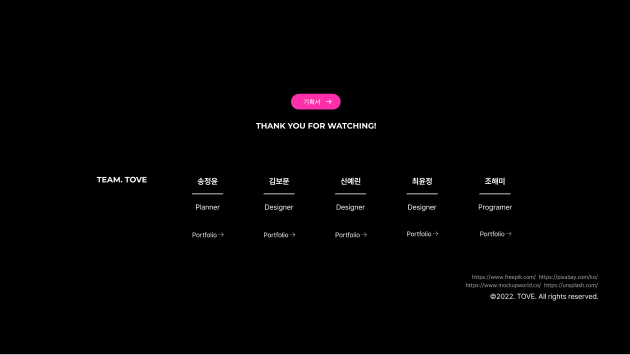 기획서 →
THANK YOU FOR WATCHING!
TEAM. TOVE
송정윤 김보문 신예린 최윤정 조해미
Planner Designer Designer Designer Programer
Portfolio → Portfolio → Portfolio → Portfolio → Portfolio →
https://www.freepik.com/ https://pixabay.com/ko/
https://www.mockupworld.co/ https://unsplash.com/
©2022. TOVE. All rights reserved.